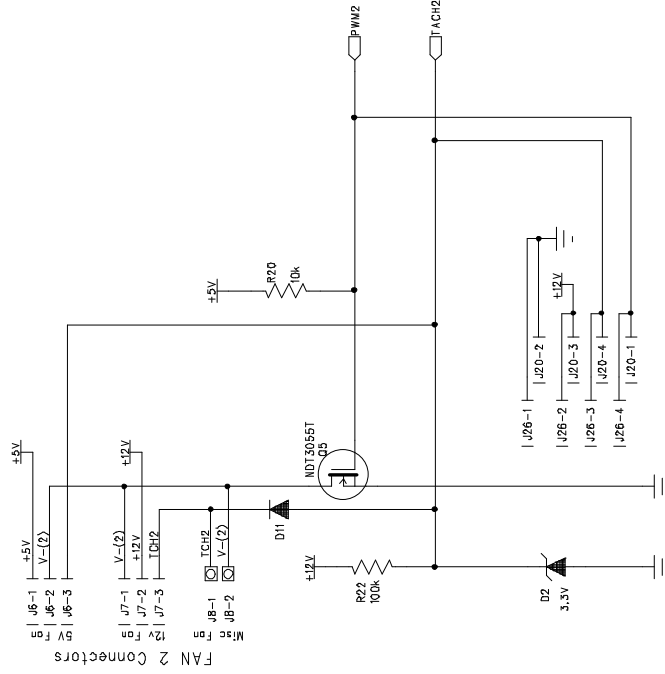 PWM2
TACH2
+5V
R20
10k
+12V
J20-2
J20-3
J20-4
J20-1
J26-1
J26-2
J26-3
J26-4
+5V
+12V
NDT3055T
Q5
+5V
V-(2)
J6-1
J6-2
J6-3
5V Fan
V-(2)
+12V
TCH2
J7-1
J7-2
J7-3
12v Fan
TCH2
V-(2)
J8-1
J8-2
Misc Fan
D11
+12V
R22
100k
D2
3.3V
FAN 2 Connectors